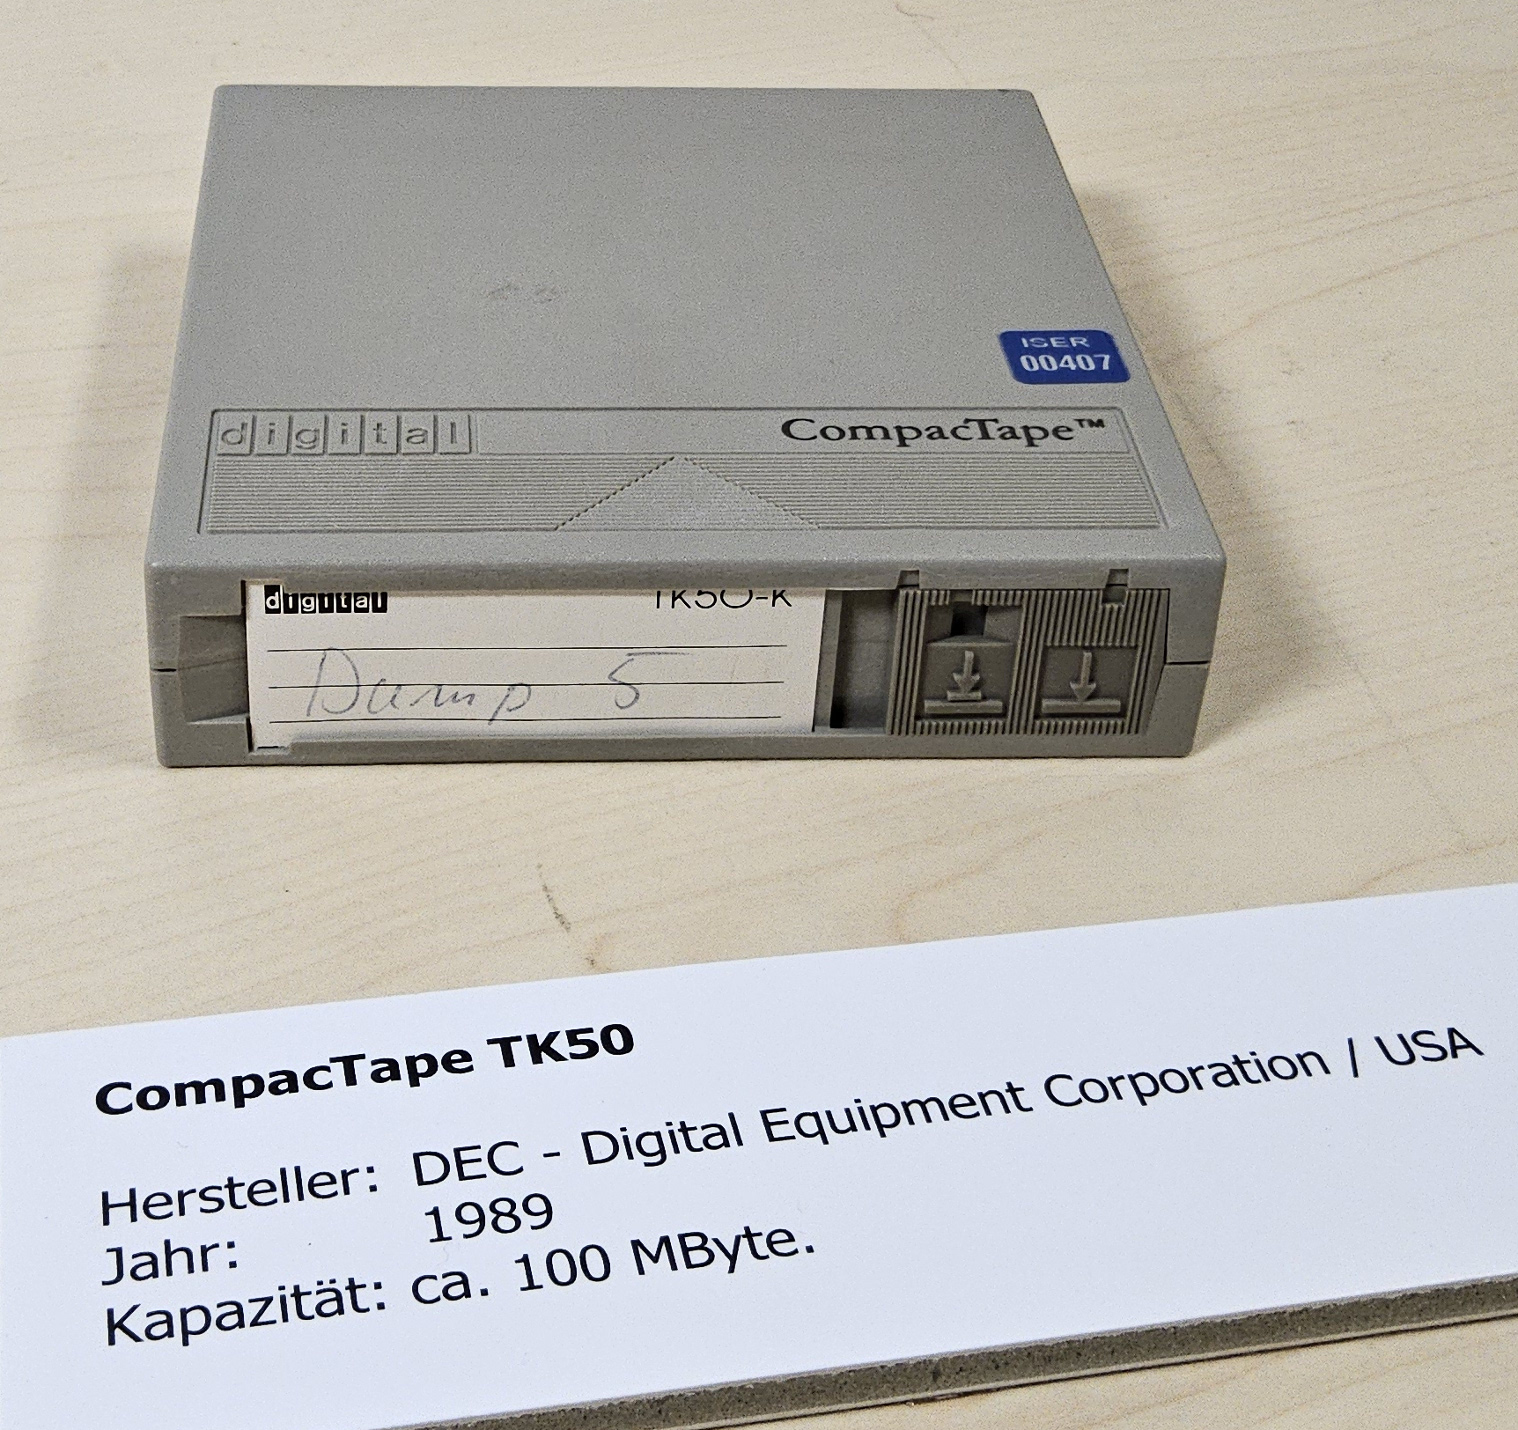 ISER
00407
digital
CompacTape™
digital TK50-K
Dump 5
CompacTape TK50
Hersteller: DEC - Digital Equipment Corporation / USA
Jahr: 1989
Kapazität: ca. 100 MByte.